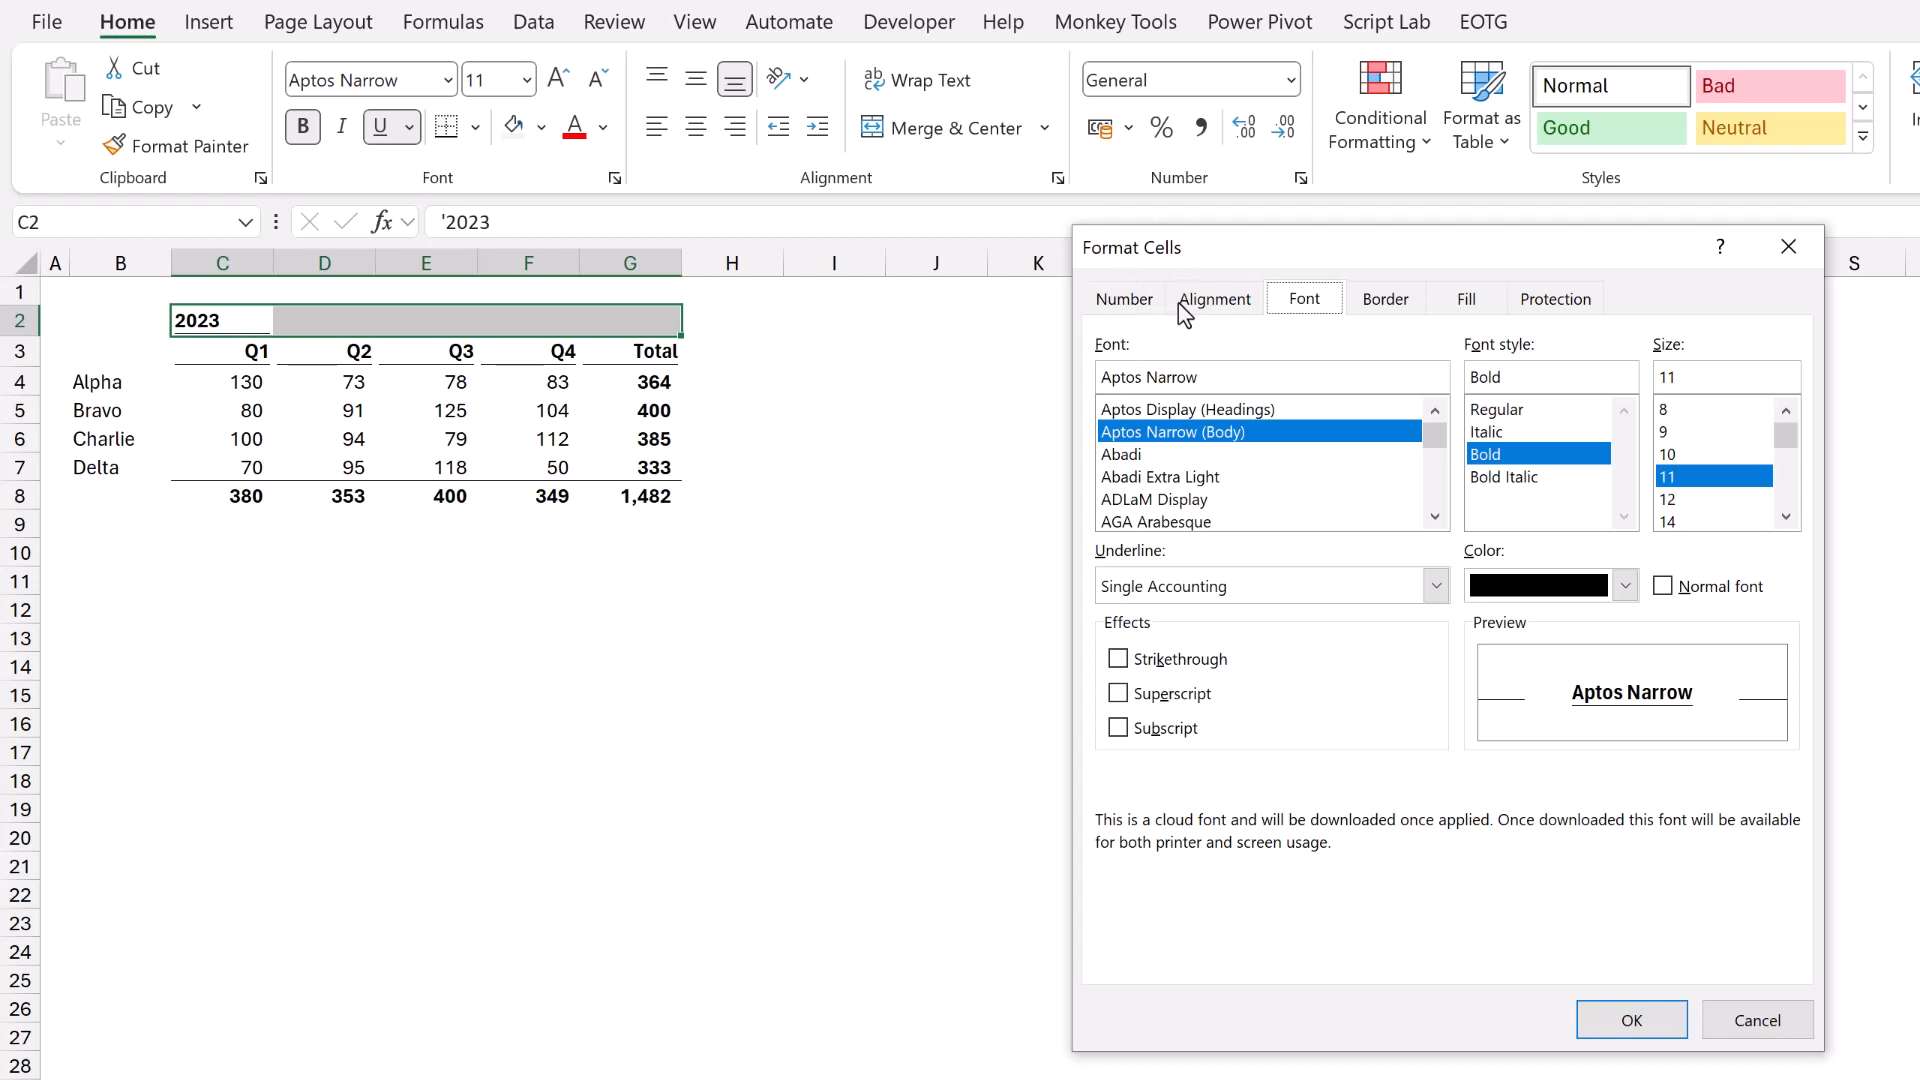 File Home Insert Page Layout Formulas Data Review View Automate Developer Help Monkey Tools Power Pivot Script Lab EOTG
Paste
Cut
Copy
Format Painter
Clipboard
Aptos Narrow 11 A A
B I U A
Font
ab Wrap Text
Merge & Center
Alignment
General
% 9 .00 .00
Number
Conditional Formatting
Format as Table
Normal Bad
Good Neutral
Styles
C2 fx '2023
A B C D E F G H I J K S
1
2 2023
3 Q1 Q2 Q3 Q4 Total
4 Alpha 130 73 78 83 364
5 Bravo 80 91 125 104 400
6 Charlie 100 94 79 112 385
7 Delta 70 95 118 50 333
8 380 353 400 349 1,482
9
10
11
12
13
14
15
16
17
18
19
20
21
22
23
24
25
26
27
28
Format Cells ?
Number Alignment Font Border Fill Protection
Font:
Aptos Narrow
Aptos Display (Headings)
Aptos Narrow (Body)
Abadi
Abadi Extra Light
ADLaM Display
AGA Arabesque
Font style:
Bold
Regular
Italic
Bold
Bold Italic
Size:
11
8
9
10
11
12
14
Underline:
Single Accounting
Color:
Normal font
Effects
Strikethrough
Superscript
Subscript
Preview
Aptos Narrow
This is a cloud font and will be downloaded once applied. Once downloaded this font will be available
for both printer and screen usage.
OK Cancel